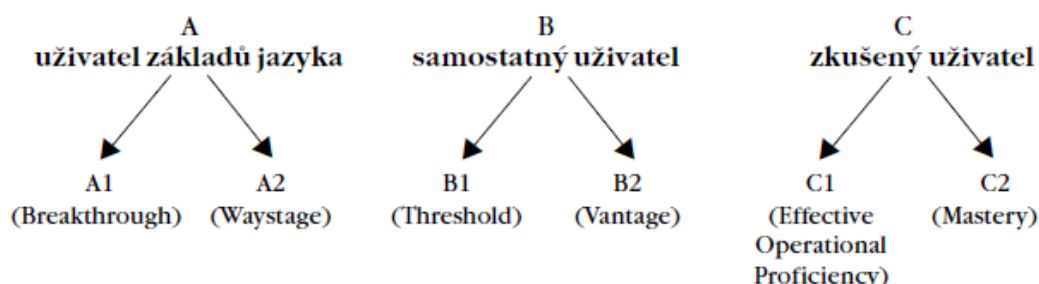 A
uživatel základů jazyka
B
samostatný uživatel
C
zkušený uživatel
A1
(Breakthrough)
A2
(Waystage)
B1
(Threshold)
B2
(Vantage)
C1
(Effective
Operational
Proficiency)
C2
(Mastery)